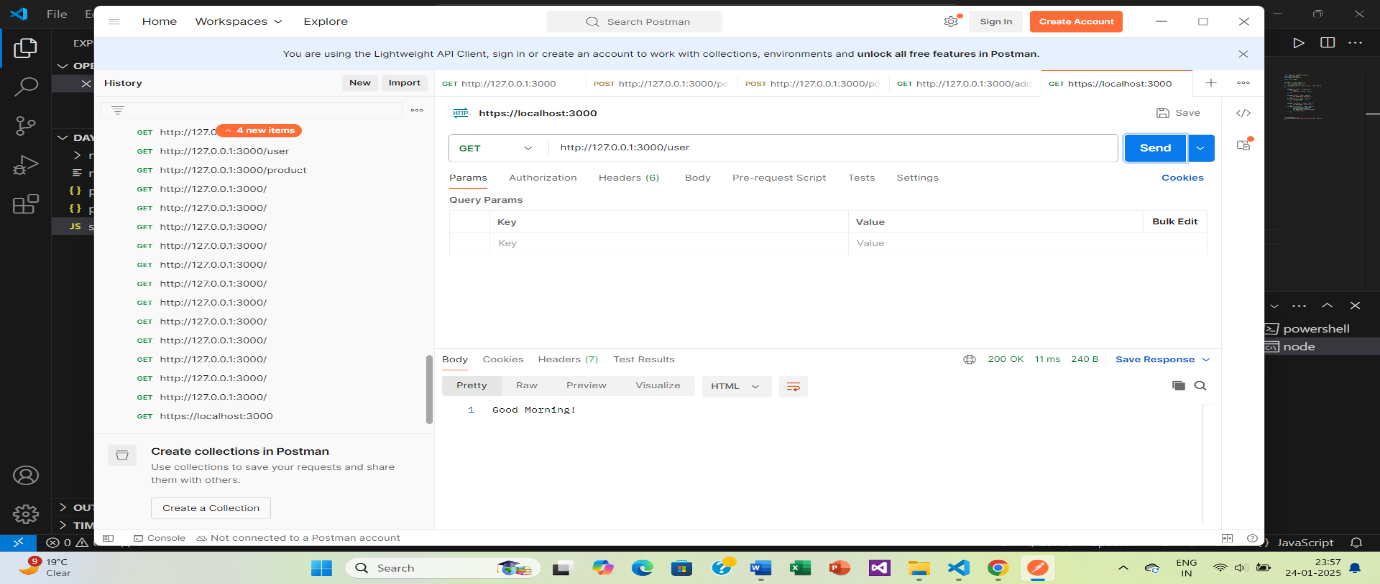 File
Home Workspaces Explore Search Postman Sign In Create Account
You are using the Lightweight API Client, sign in or create an account to work with collections, environments and unlock all free features in Postman.
History New Import
GET http://127.0.0.1:3000 POST http://127.0.0.1:3000/po POST http://127.0.0.1:3000/po GET http://127.0.0.1:3000/add GET https://localhost:3000
HTTP https://localhost:3000 Save
4 new items
GET http://127.0
GET http://127.0.0.1:3000/user
GET http://127.0.0.1:3000/product
GET http://127.0.0.1:3000/
GET http://127.0.0.1:3000/
GET http://127.0.0.1:3000/
GET http://127.0.0.1:3000/
GET http://127.0.0.1:3000/
GET http://127.0.0.1:3000/
GET http://127.0.0.1:3000/
GET http://127.0.0.1:3000/
GET http://127.0.0.1:3000/
GET http://127.0.0.1:3000/
GET http://127.0.0.1:3000/
GET http://127.0.0.1:3000/
GET https://localhost:3000
Create collections in Postman
Use collections to save your requests and share
them with others.
Create a Collection
GET http://127.0.0.1:3000/user Send
Params Authorization Headers (6) Body Pre-request Script Tests Settings Cookies
Query Params
Key Value Bulk Edit
Key Value
Body Cookies Headers (7) Test Results 200 OK 11 ms 240 B Save Response
Pretty Raw Preview Visualize HTML
1 Good Morning!
powershell
node
EXP
OPE
DAY
JS s
OUT
TIM
Console Not connected to a Postman account
0 JavaScript
9 19°C
Clear
Search
ENG
IN
23:57
24-01-2025